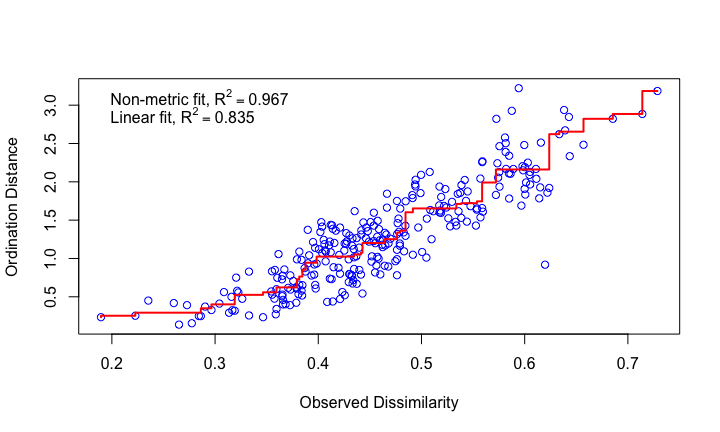 Non-metric fit, R² = 0.967
Linear fit, R² = 0.835
Ordination Distance
3.0
2.5
2.0
1.5
1.0
0.5
0.2 0.3 0.4 0.5 0.6 0.7
Observed Dissimilarity